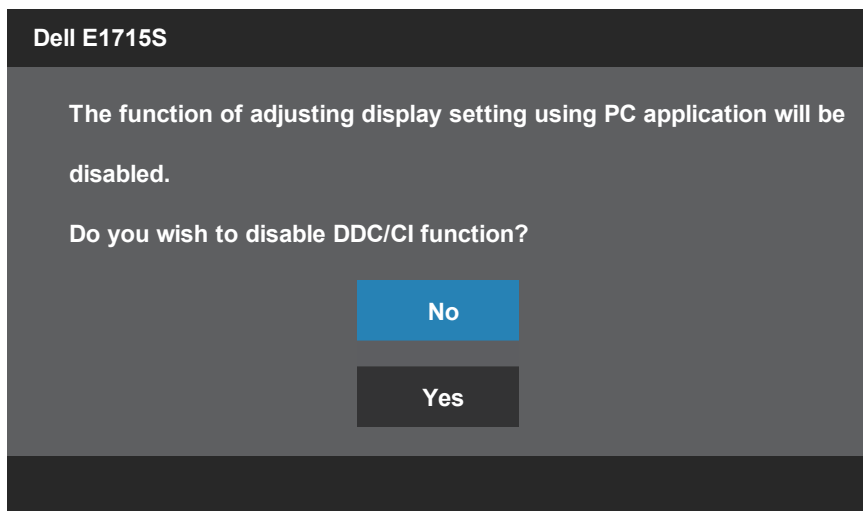 Dell E1715S
The function of adjusting display setting using PC application will be
disabled.
Do you wish to disable DDC/CI function?
No
Yes